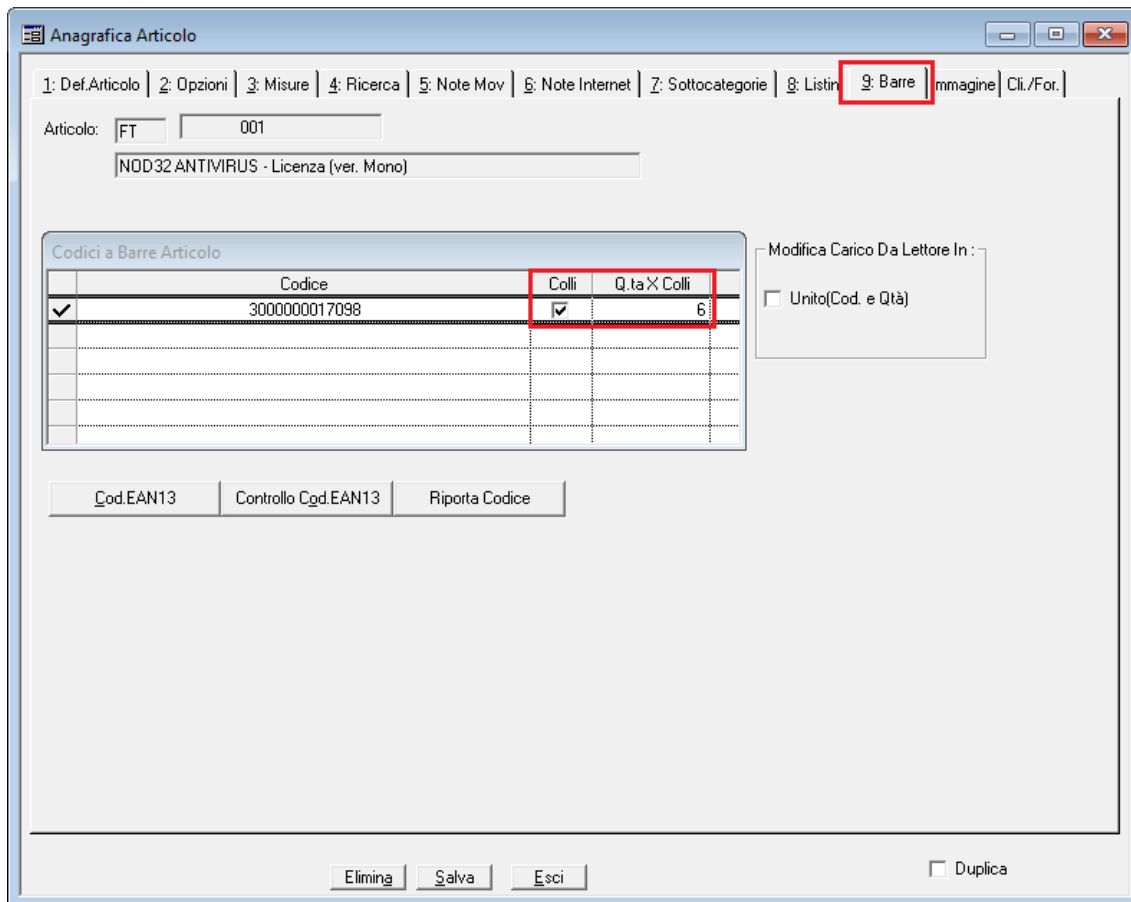 Anagrafica Articolo
1: Def.Articolo 2: Opzioni 3: Misure 4: Ricerca 5: Note Mov 6: Note Internet 7: Sottocategorie 8: Listin 9: Barre mmagine Cli./For.
Articolo: FT 001
NOD32 ANTIVIRUS - Licenza (ver. Mono)
Codici a Barre Articolo
Modifica Carico Da Lettore In :
Codice Colli Q.ta X Colli
3000000017098 6
Unito(Cod. e Qtà)
Cod.EAN13 Controllo Cod.EAN13 Riporta Codice
Elimina Salva Esci
Duplica